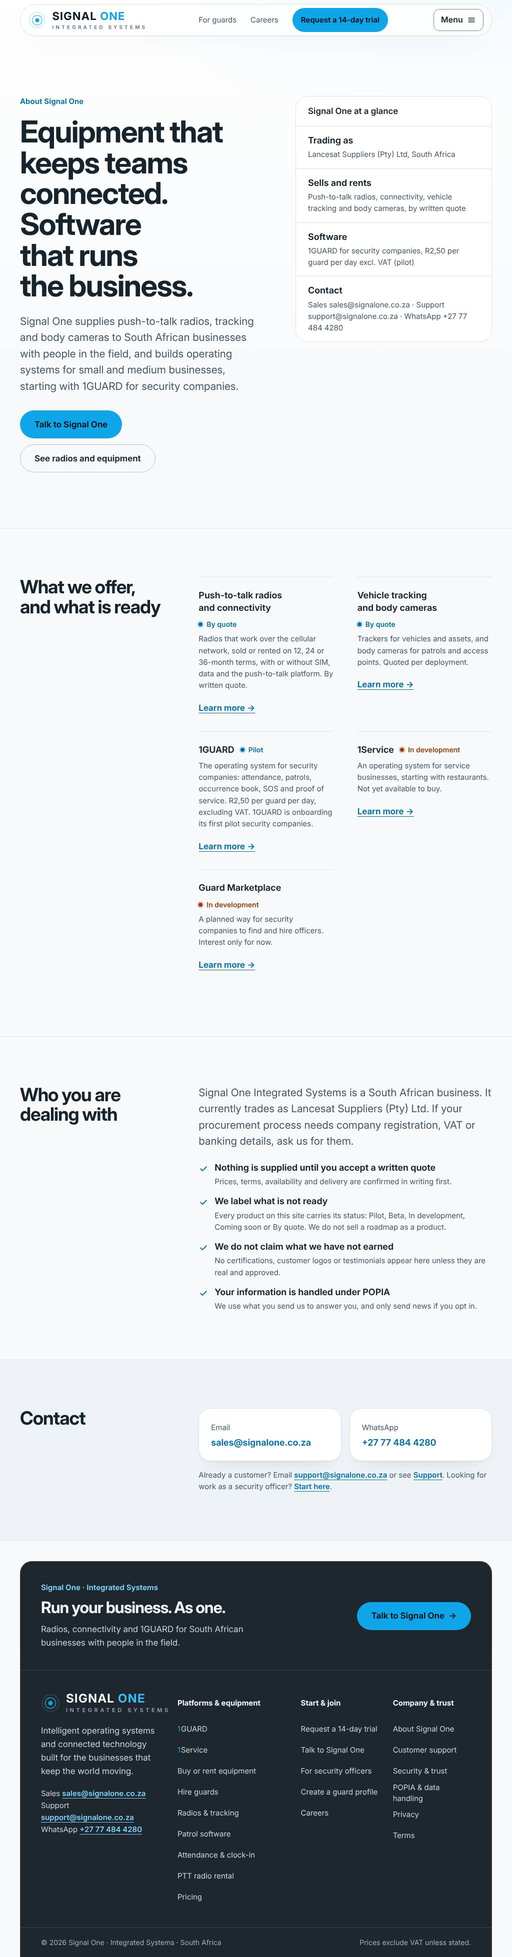 SIGNAL ONE
INTEGRATED SYSTEMS
For guards
Careers
Request a 14-day trial
Menu
About Signal One
Equipment that
keeps teams
connected.
Software
that runs
the business.
Signal One supplies push-to-talk radios, tracking
and body cameras to South African businesses
with people in the field, and builds operating
systems for small and medium businesses,
starting with 1GUARD for security companies.
Talk to Signal One
See radios and equipment
Signal One at a glance
Trading as
Lancesat Suppliers (Pty) Ltd, South Africa
Sells and rents
Push-to-talk radios, connectivity, vehicle
tracking and body cameras, by written quote
Software
1GUARD for security companies, R2,50 per
guard per day excl. VAT (pilot)
Contact
Sales sales@signalone.co.za · Support
support@signalone.co.za · WhatsApp +27 77
484 4280
What we offer,
and what is ready
Push-to-talk radios
and connectivity
By quote
Radios that work over the cellular
network, sold or rented on 12, 24 or
36-month terms, with or without SIM,
data and the push-to-talk platform. By
written quote.
Learn more →
Vehicle tracking
and body cameras
By quote
Trackers for vehicles and assets, and
body cameras for patrols and access
points. Quoted per deployment.
Learn more →
1GUARD
Pilot
The operating system for security
companies: attendance, patrols,
occurrence book, SOS and proof of
service. R2,50 per guard per day,
excluding VAT. 1GUARD is onboarding
its first pilot security companies.
Learn more →
1Service
In development
An operating system for service
businesses, starting with restaurants.
Not yet available to buy.
Learn more →
Guard Marketplace
In development
A planned way for security
companies to find and hire officers.
Interest only for now.
Learn more →
Who you are
dealing with
Signal One Integrated Systems is a South African business. It
currently trades as Lancesat Suppliers (Pty) Ltd. If your
procurement process needs company registration, VAT or
banking details, ask us for them.
Nothing is supplied until you accept a written quote
Prices, terms, availability and delivery are confirmed in writing first.
We label what is not ready
Every product on this site carries its status: Pilot, Beta, In development,
Coming soon or By quote. We do not sell a roadmap as a product.
We do not claim what we have not earned
No certifications, customer logos or testimonials appear here unless they are
real and approved.
Your information is handled under POPIA
We use what you send us to answer you, and only send news if you opt in.
Contact
Email
sales@signalone.co.za
WhatsApp
+27 77 484 4280
Already a customer? Email support@signalone.co.za or see Support. Looking for
work as a security officer? Start here.
Signal One · Integrated Systems
Run your business. As one.
Radios, connectivity and 1GUARD for South African
businesses with people in the field.
Talk to Signal One →
SIGNAL ONE
INTEGRATED SYSTEMS
Intelligent operating systems
and connected technology
built for the businesses that
keep the world moving.
Sales sales@signalone.co.za
Support
support@signalone.co.za
WhatsApp +27 77 484 4280
Platforms & equipment
1GUARD
1Service
Buy or rent equipment
Hire guards
Radios & tracking
Patrol software
Attendance & clock-in
PTT radio rental
Pricing
Start & join
Request a 14-day trial
Talk to Signal One
For security officers
Create a guard profile
Careers
Company & trust
About Signal One
Customer support
Security & trust
POPIA & data
handling
Privacy
Terms
© 2026 Signal One · Integrated Systems · South Africa
Prices exclude VAT unless stated.